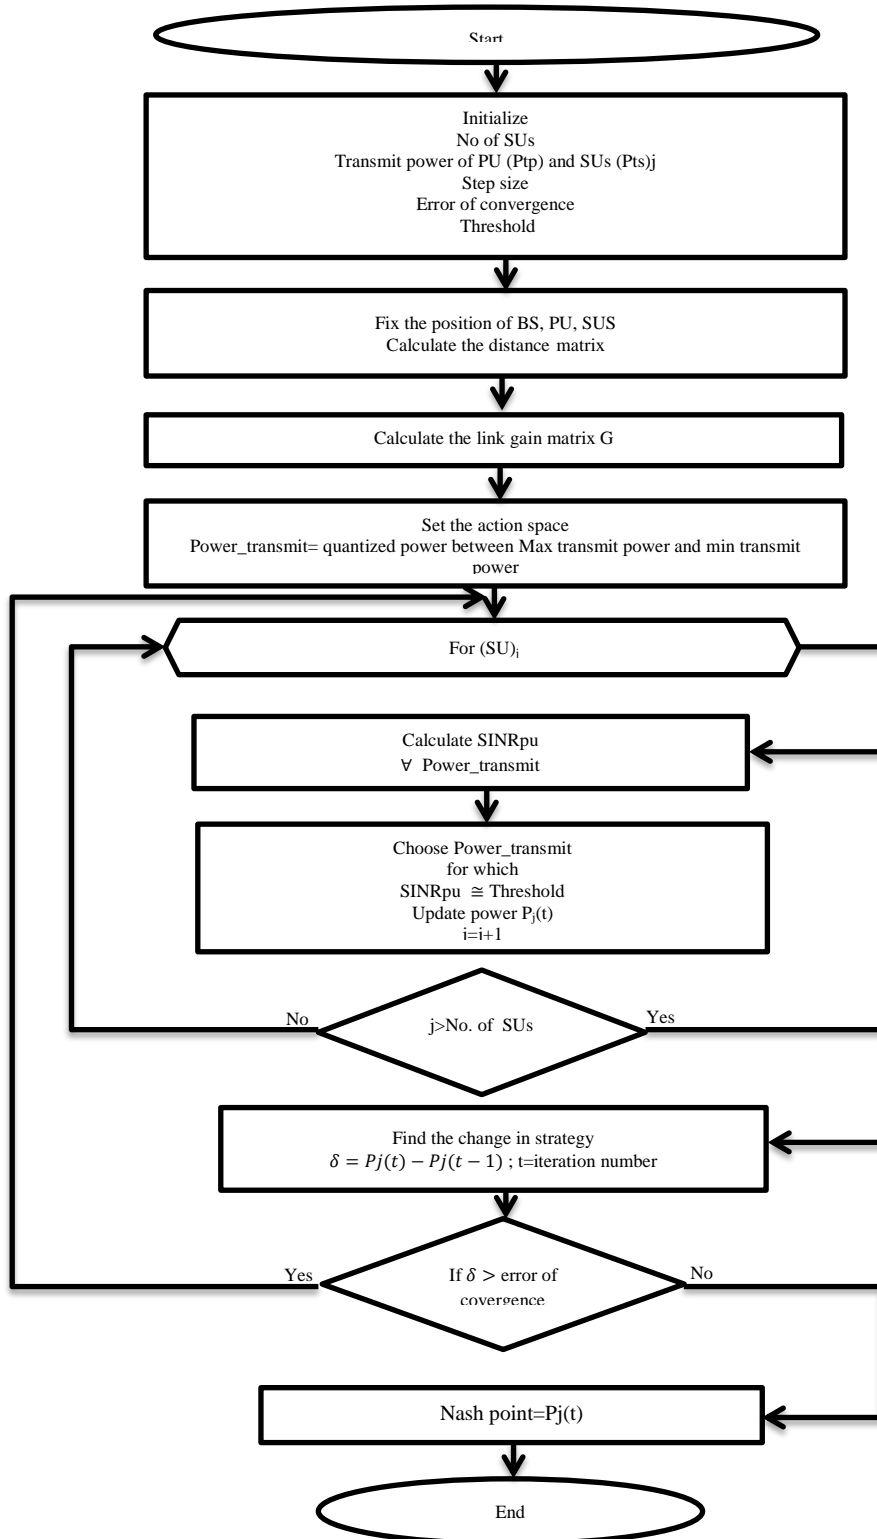 Start
Initialize
No of SUs
Transmit power of PU (Ptp) and SUs (Pts)j
Step size
Error of convergence
Threshold
Fix the position of BS, PU, SUS
Calculate the distance matrix
Calculate the link gain matrix G
Set the action space
Power_transmit= quantized power between Max transmit power and min transmit
power
For (SU)j
Calculate SINRpu
∀ Power_transmit
Choose Power_transmit
for which
SINRpu ≅ Threshold
Update power Pj(t)
j=j+1
No
j>No. of SUs
Yes
Find the change in strategy
δ = Pj(t) − Pj(t − 1) ; t=iteration number
Yes
If δ > error of
covergence
No
Nash point=Pj(t)
End